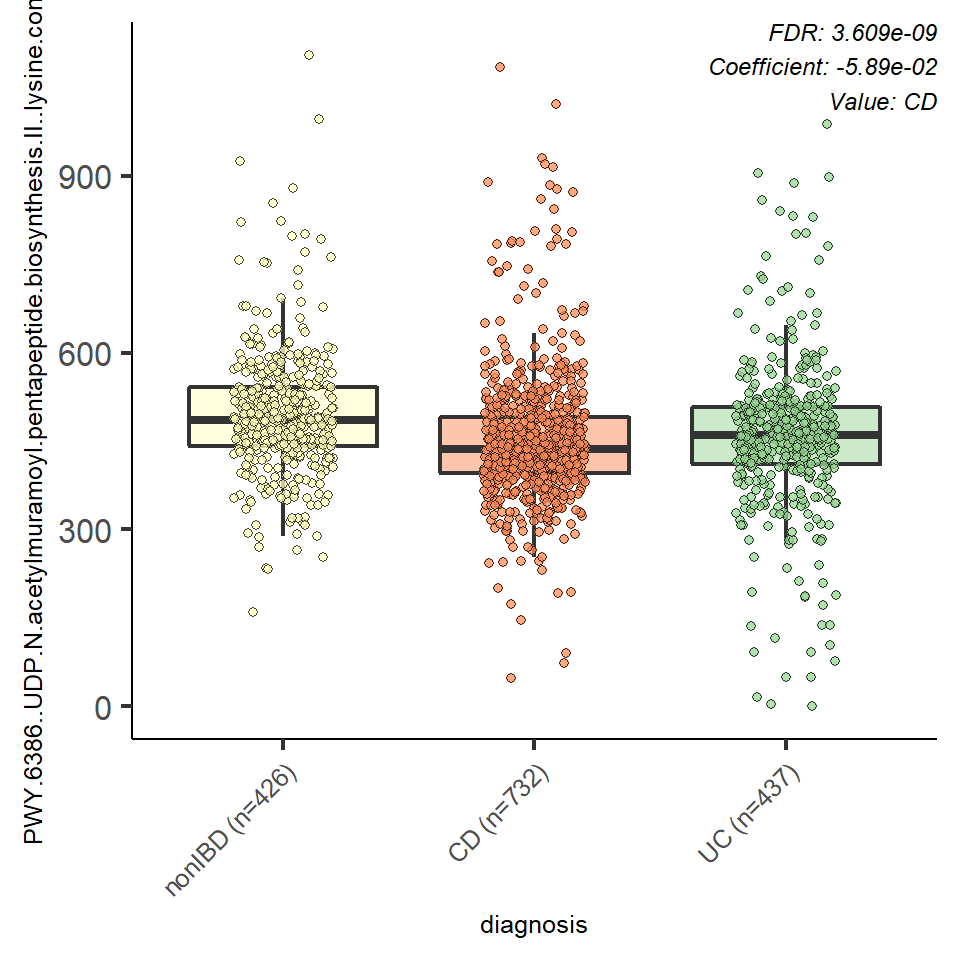 FDR: 3.609e-09
Coefficient: -5.89e-02
Value: CD
PWY.6386..UDP.N.acetylmuramoyl.pentapeptide.biosynthesis.II..lysine.con
900
600
300
0
nonIBD (n=426)
CD (n=732)
UC (n=437)
diagnosis